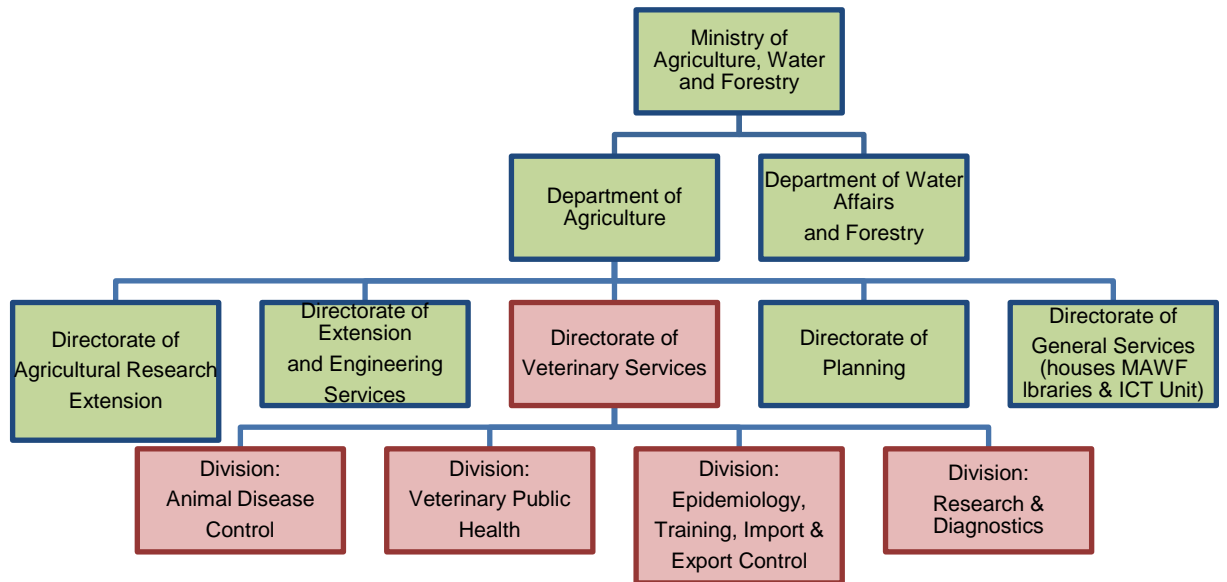 Ministry of
Agriculture, Water
and Forestry
Department of
Agriculture
Department of Water
Affairs
and Forestry
Directorate of
Agricultural Research
Extension
Directorate of
Extension
and Engineering
Services
Directorate of
Veterinary Services
Directorate of
Planning
Directorate of
General Services
(houses MAWF
lbraries & ICT Unit)
Division:
Animal Disease
Control
Division:
Veterinary Public
Health
Division:
Epidemiology,
Training, Import &
Export Control
Division:
Research &
Diagnostics